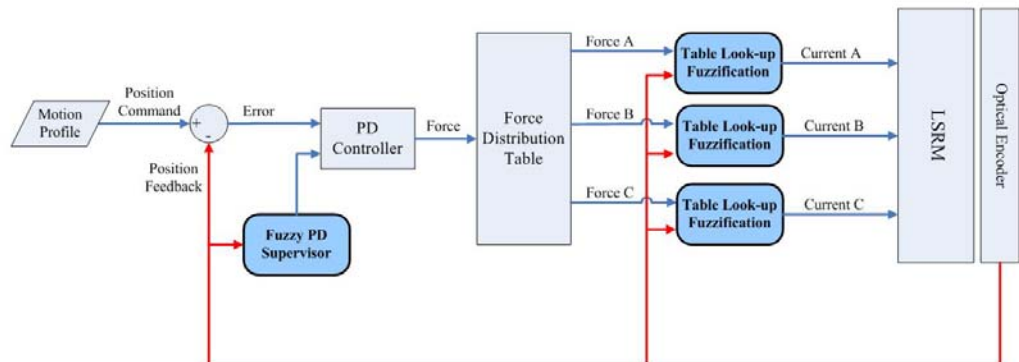 Motion
Profile
Position
Command
+
-
Error
Position
Feedback
Fuzzy PD
Supervisor
PD
Controller
Force
Force
Distribution
Table
Force A
Force B
Force C
Table Look-up
Fuzzification
Table Look-up
Fuzzification
Table Look-up
Fuzzification
Current A
Current B
Current C
LSRM
Optical Encoder